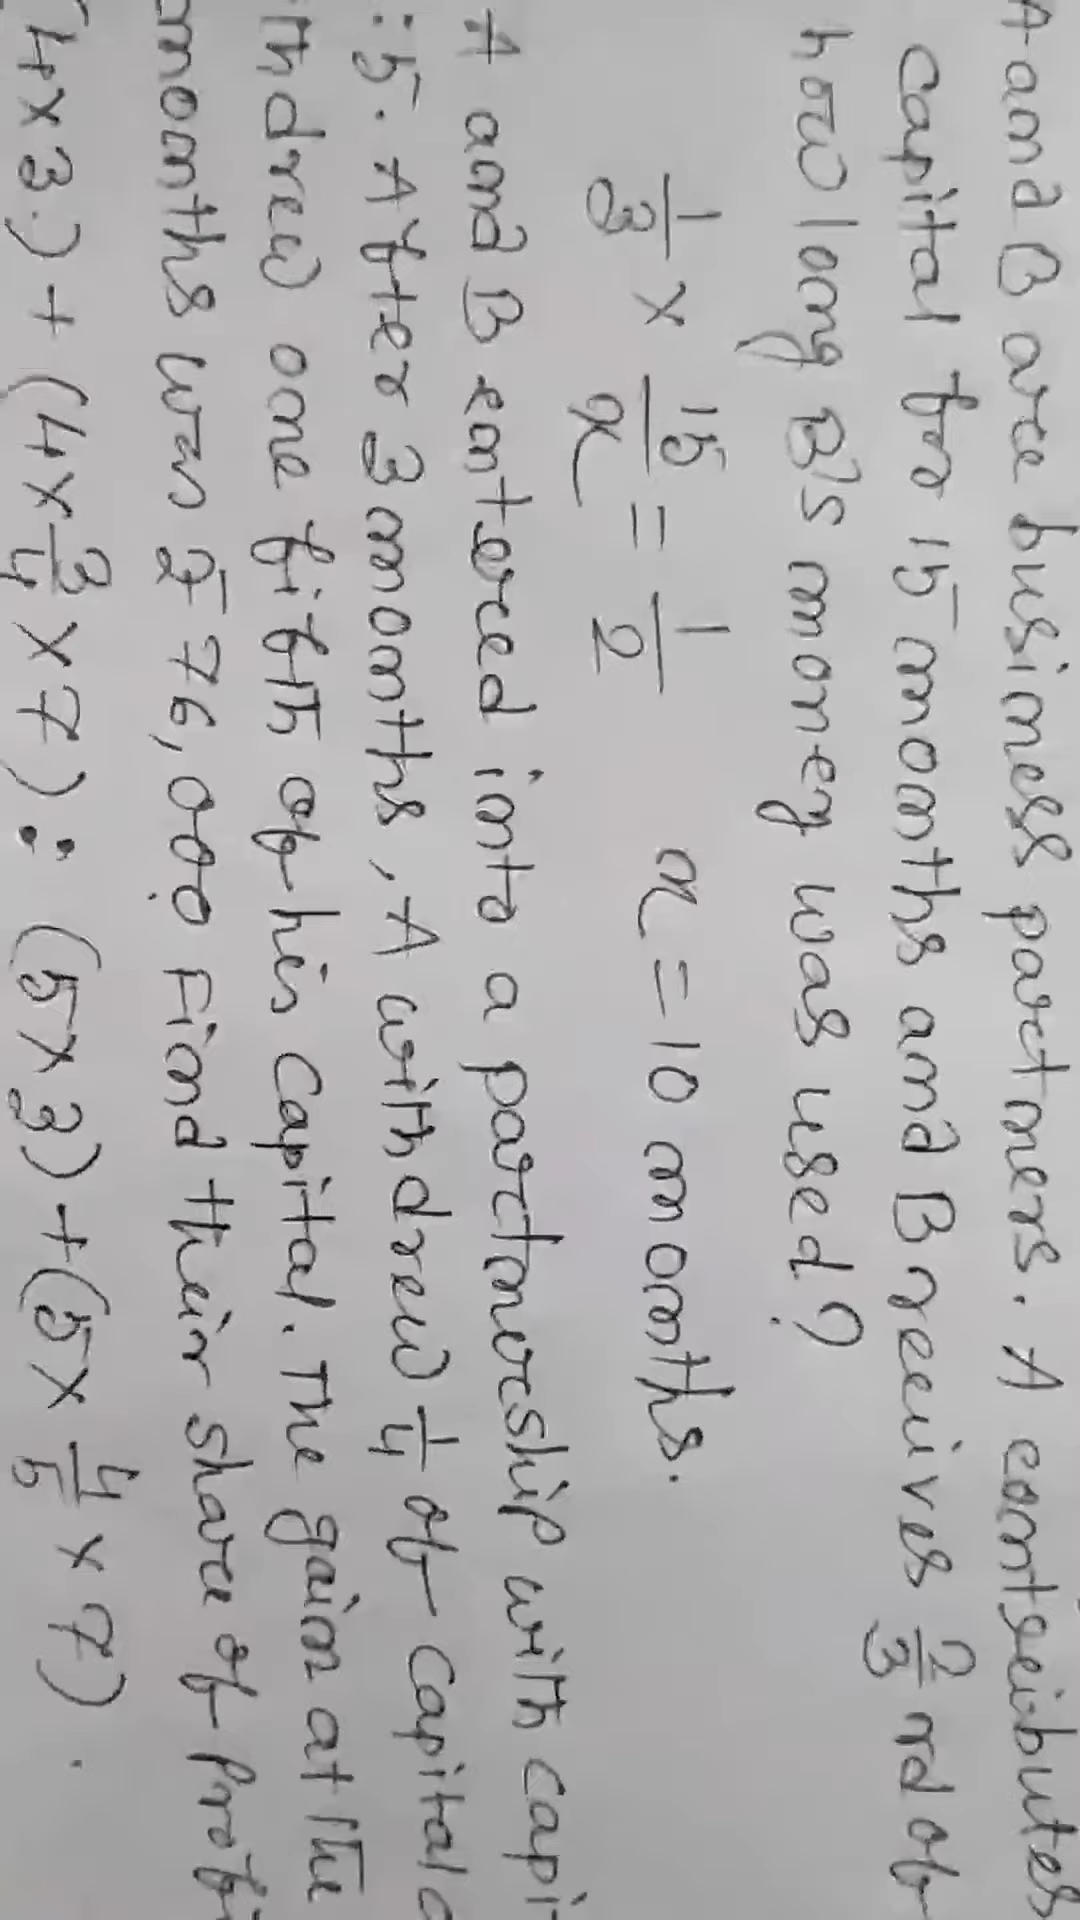 A and B are business partners. A contributes
capital for 15 months and B receives 2/3 rd of
how long B's money was used?
1/3 × 15/x = 1/2 x = 10 months.
A and B entered into a partnership with capi
:5. After 3 months, A withdrew 1/4 of capital
thdrew one fifth of his capital. The gain at the
months was ₹ 76,000 Find their share of profi
(4×3) + (4×3/4×7) : (5×3)+(5×4/5×7).